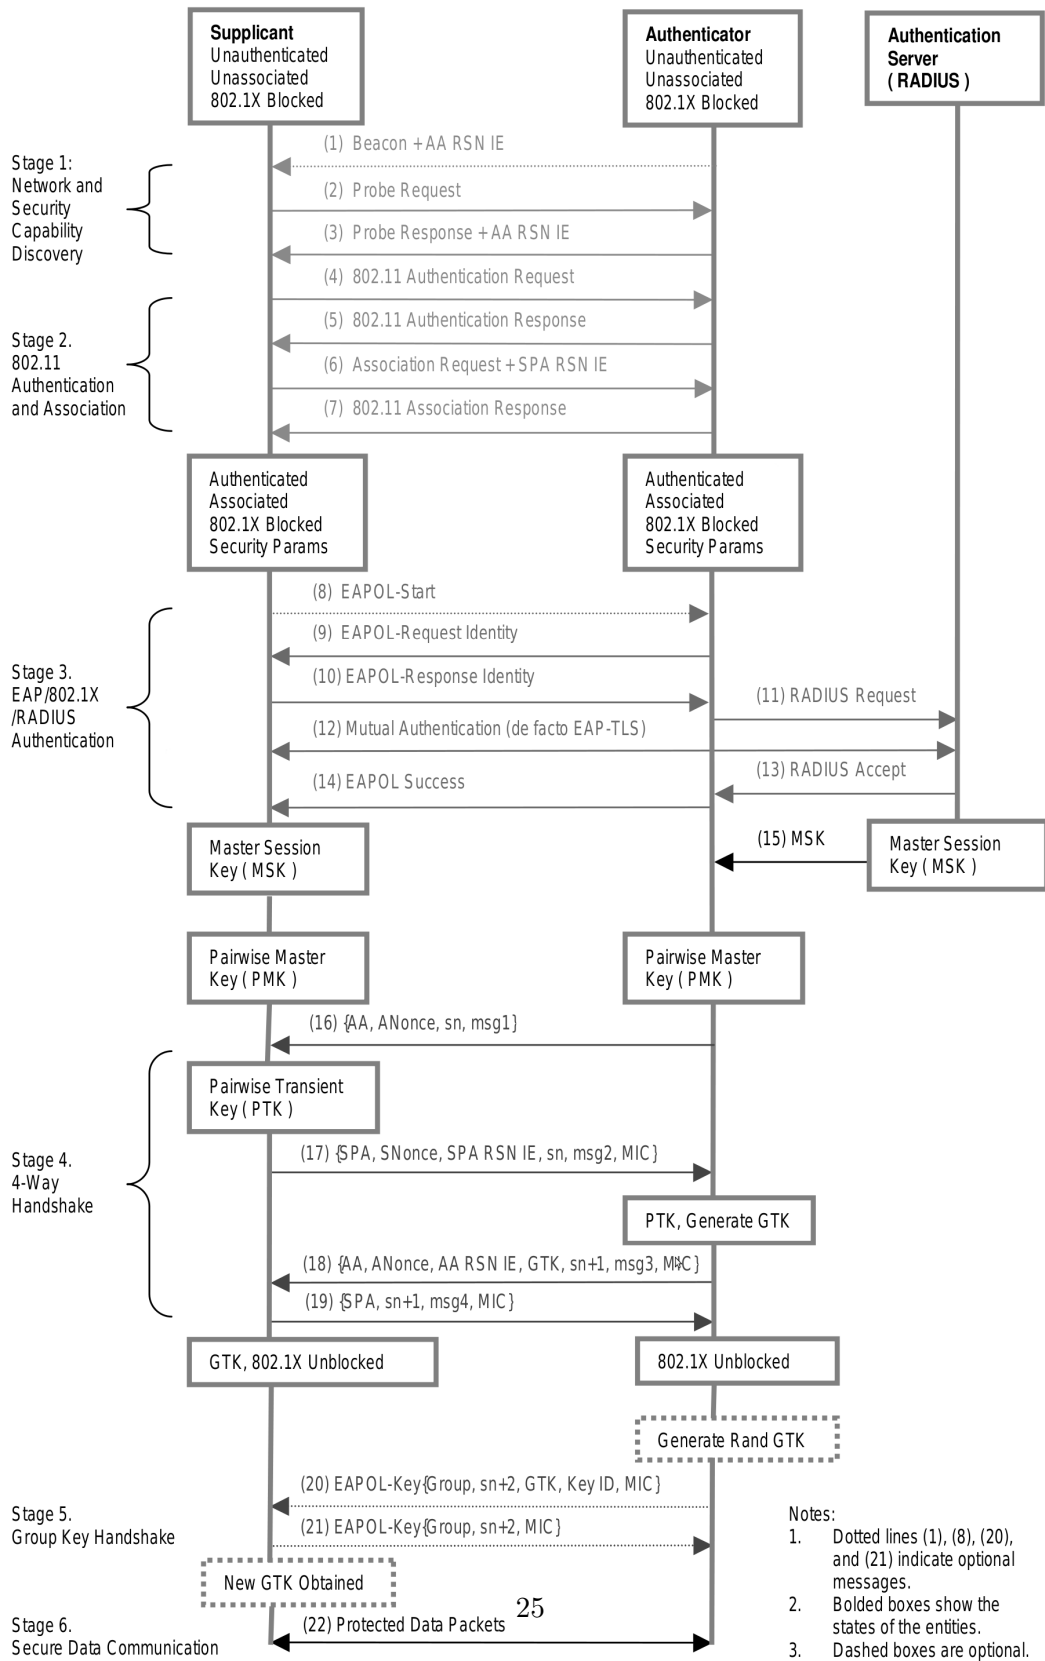 Supplicant
Unauthenticated
Unassociated
802.1X Blocked
Authenticator
Unauthenticated
Unassociated
802.1X Blocked
Authentication
Server
( RADIUS )
Stage 1:
Network and
Security
Capability
Discovery
(1) Beacon + AA RSN IE
(2) Probe Request
(3) Probe Response + AA RSN IE
(4) 802.11 Authentication Request
Stage 2.
802.11
Authentication
and Association
(5) 802.11 Authentication Response
(6) Association Request + SPA RSN IE
(7) 802.11 Association Response
Authenticated
Associated
802.1X Blocked
Security Params
Authenticated
Associated
802.1X Blocked
Security Params
Stage 3.
EAP/802.1X
/RADIUS
Authentication
(8) EAPOL-Start
(9) EAPOL-Request Identity
(10) EAPOL-Response Identity
(11) RADIUS Request
(12) Mutual Authentication (de facto EAP-TLS)
(13) RADIUS Accept
(14) EAPOL Success
Master Session
Key ( MSK )
(15) MSK
Master Session
Key ( MSK )
Pairwise Master
Key ( PMK )
Pairwise Master
Key ( PMK )
(16) {AA, ANonce, sn, msg1}
Pairwise Transient
Key ( PTK )
Stage 4.
4-Way
Handshake
(17) {SPA, SNonce, SPA RSN IE, sn, msg2, MIC}
PTK, Generate GTK
(18) {AA, ANonce, AA RSN IE, GTK, sn+1, msg3, MIC}
(19) {SPA, sn+1, msg4, MIC}
GTK, 802.1X Unblocked
802.1X Unblocked
Generate Rand GTK
(20) EAPOL-Key{Group, sn+2, GTK, Key ID, MIC}
Stage 5.
Group Key Handshake
(21) EAPOL-Key{Group, sn+2, MIC}
New GTK Obtained
25
Stage 6.
Secure Data Communication
(22) Protected Data Packets
Notes:
1. Dotted lines (1), (8), (20),
and (21) indicate optional
messages.
2. Bolded boxes show the
states of the entities.
3. Dashed boxes are optional.